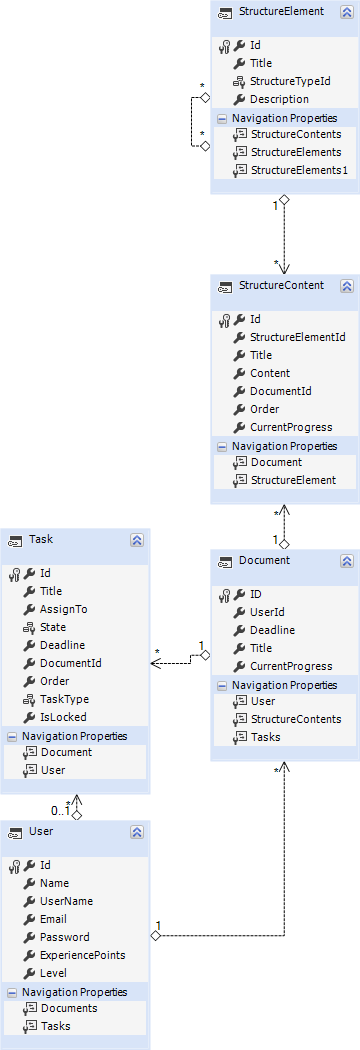 StructureElement
Id
Title
StructureTypeId
Description
Navigation Properties
StructureContents
StructureElements
StructureElements1
*
*
1
*
StructureContent
Id
StructureElementId
Title
Content
DocumentId
Order
CurrentProgress
Navigation Properties
Document
StructureElement
*
1
Task
Id
Title
AssignTo
State
Deadline
DocumentId
Order
TaskType
IsLocked
Navigation Properties
Document
User
*
1
Document
ID
UserId
Deadline
Title
CurrentProgress
Navigation Properties
User
StructureContents
Tasks
*
*
0..1
User
Id
Name
UserName
Email
Password
ExperiencePoints
Level
Navigation Properties
Documents
Tasks
1